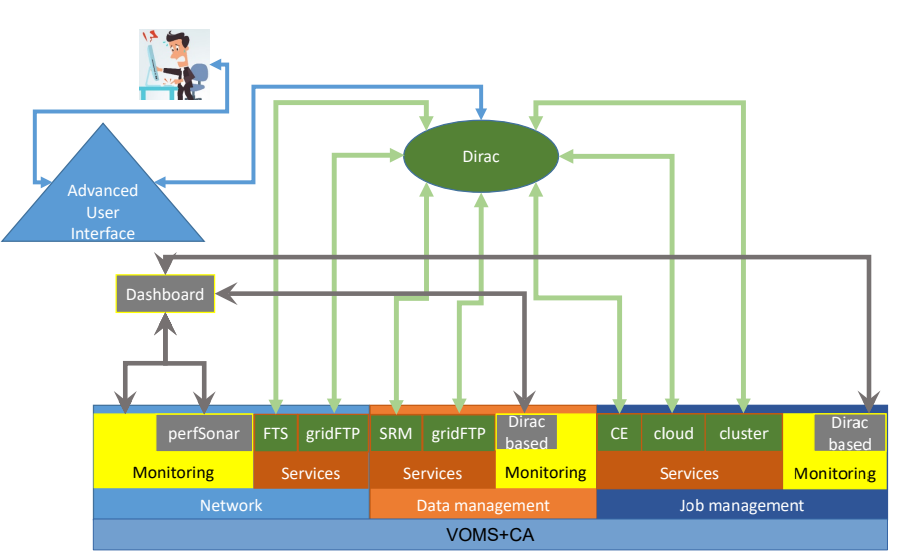 Dirac
Advanced
User
Interface
Dashboard
perfSonar
FTS
gridFTP
SRM
gridFTP
Dirac
based
CE
cloud
cluster
Dirac
based
Monitoring
Services
Services
Monitoring
Services
Monitoring
Network
Data management
Job management
VOMS+CA